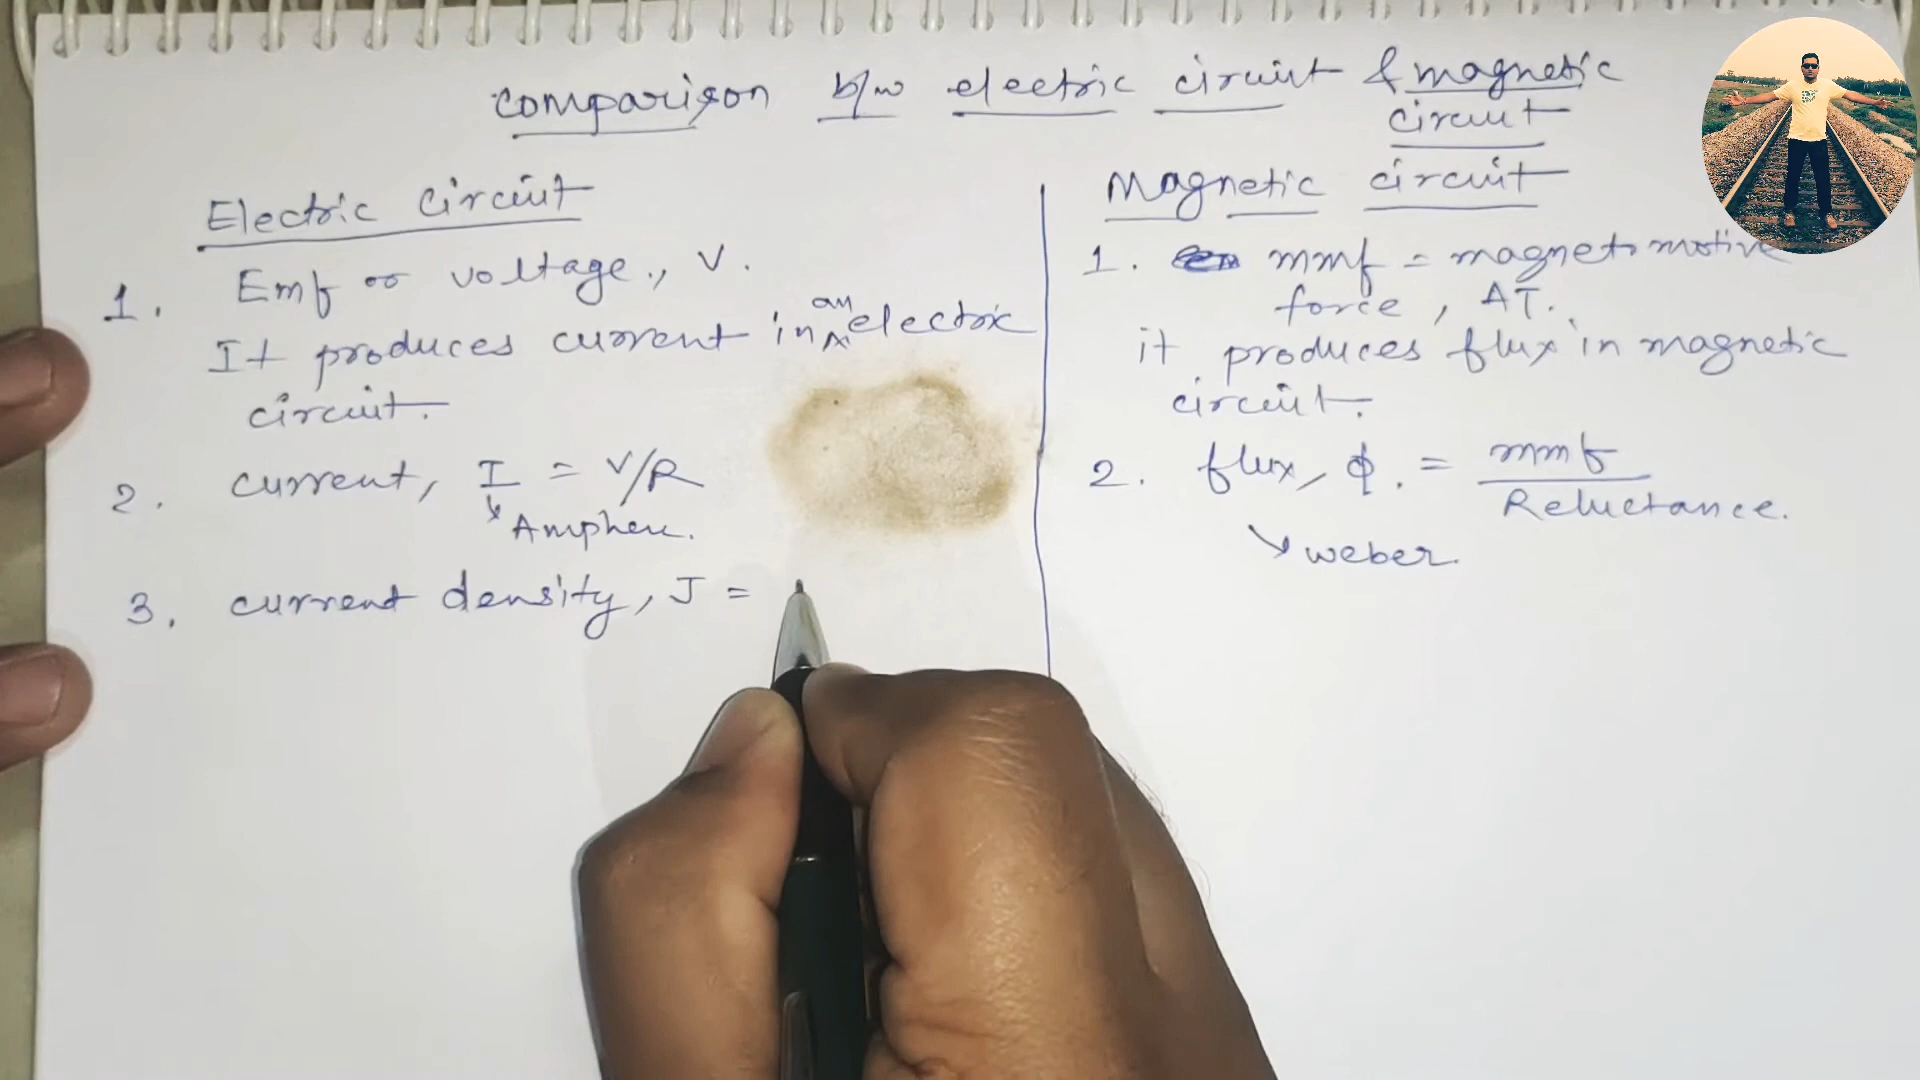 comparison b/w electric circuit & magnetic
circuit
Electric circuit
1. Emf or voltage, V.
It produces current in an electric
circuit.
2. current, I = V/R
Amphere.
3. current density, J =
Magnetic circuit
1. mmf = magnetomotive
force, AT.
it produces flux in magnetic
circuit.
2. flux, ϕ. = mmf
Reluctance.
weber.